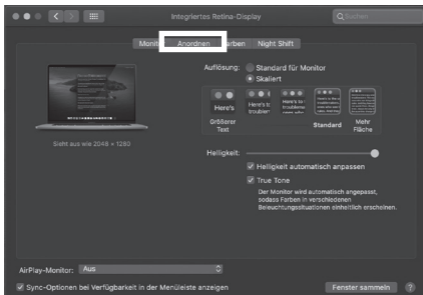 Integriertes Retina-Display
Suchen
Monitor Anordnen Farben Night Shift
Auflösung: Standard für Monitor
Skaliert
Here's
Größerer Text
Standard
Mehr Fläche
Sieht aus wie 2048 × 1280
Helligkeit:
Helligkeit automatisch anpassen
True Tone
Der Monitor wird automatisch angepasst,
sodass Farben in verschiedenen
Beleuchtungssituationen einheitlich erscheinen.
AirPlay-Monitor: Aus
Sync-Optionen bei Verfügbarkeit in der Menüleiste anzeigen
Fenster sammeln ?